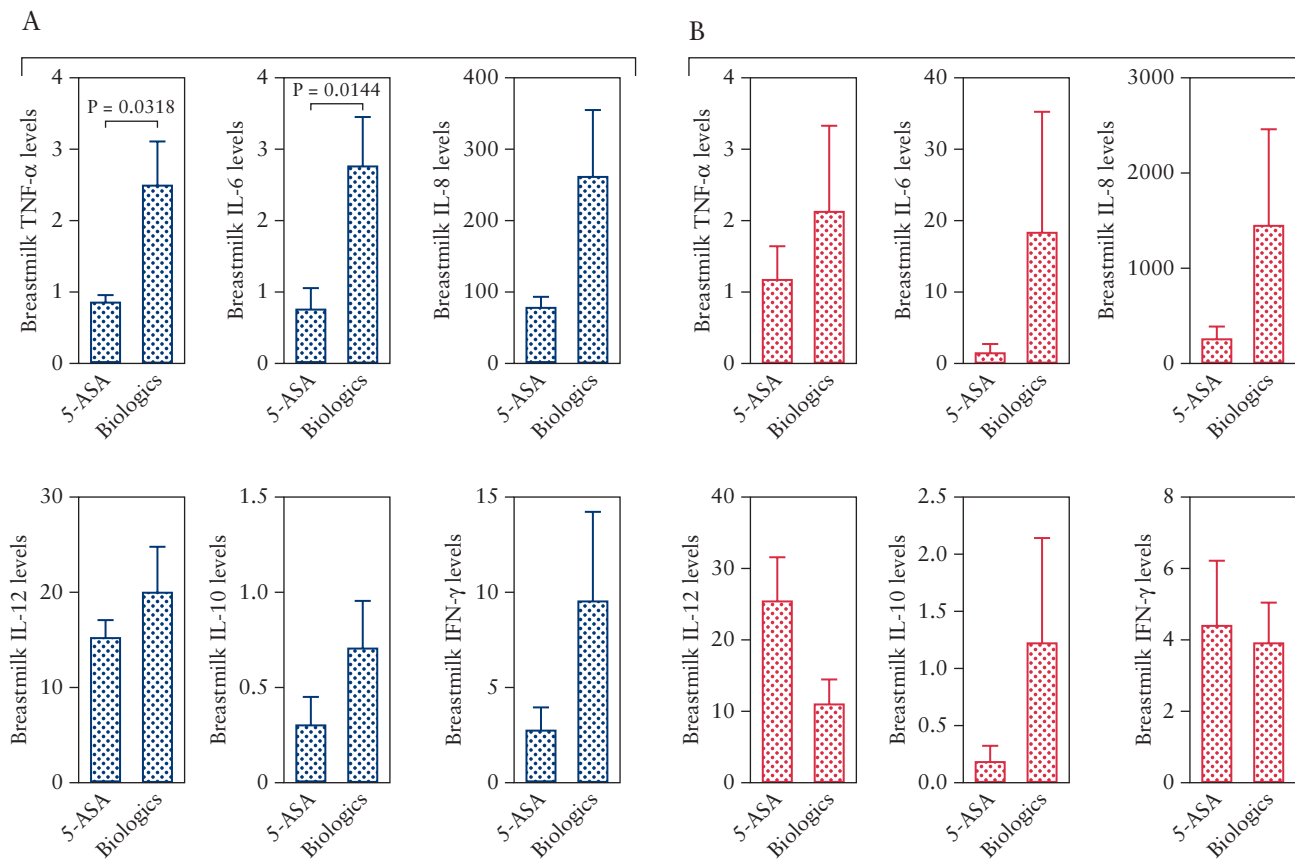 A
Breastmilk TNF-α levels
4
3
2
1
0
P = 0.0318
5-ASA
Biologics
Breastmilk IL-6 levels
4
3
2
1
0
P = 0.0144
5-ASA
Biologics
Breastmilk IL-8 levels
400
300
200
100
0
5-ASA
Biologics
Breastmilk IL-12 levels
30
20
10
0
5-ASA
Biologics
Breastmilk IL-10 levels
1.5
1.0
0.5
0
5-ASA
Biologics
Breastmilk IFN-γ levels
15
10
5
0
5-ASA
Biologics
B
Breastmilk TNF-α levels
4
3
2
1
0
5-ASA
Biologics
Breastmilk IL-6 levels
40
30
20
10
0
5-ASA
Biologics
Breastmilk IL-8 levels
3000
2000
1000
0
5-ASA
Biologics
Breastmilk IL-12 levels
40
30
20
10
0
5-ASA
Biologics
Breastmilk IL-10 levels
2.5
2.0
1.5
1.0
0.5
0.0
5-ASA
Biologics
Breastmilk IFN-γ levels
8
6
4
2
0
5-ASA
Biologics